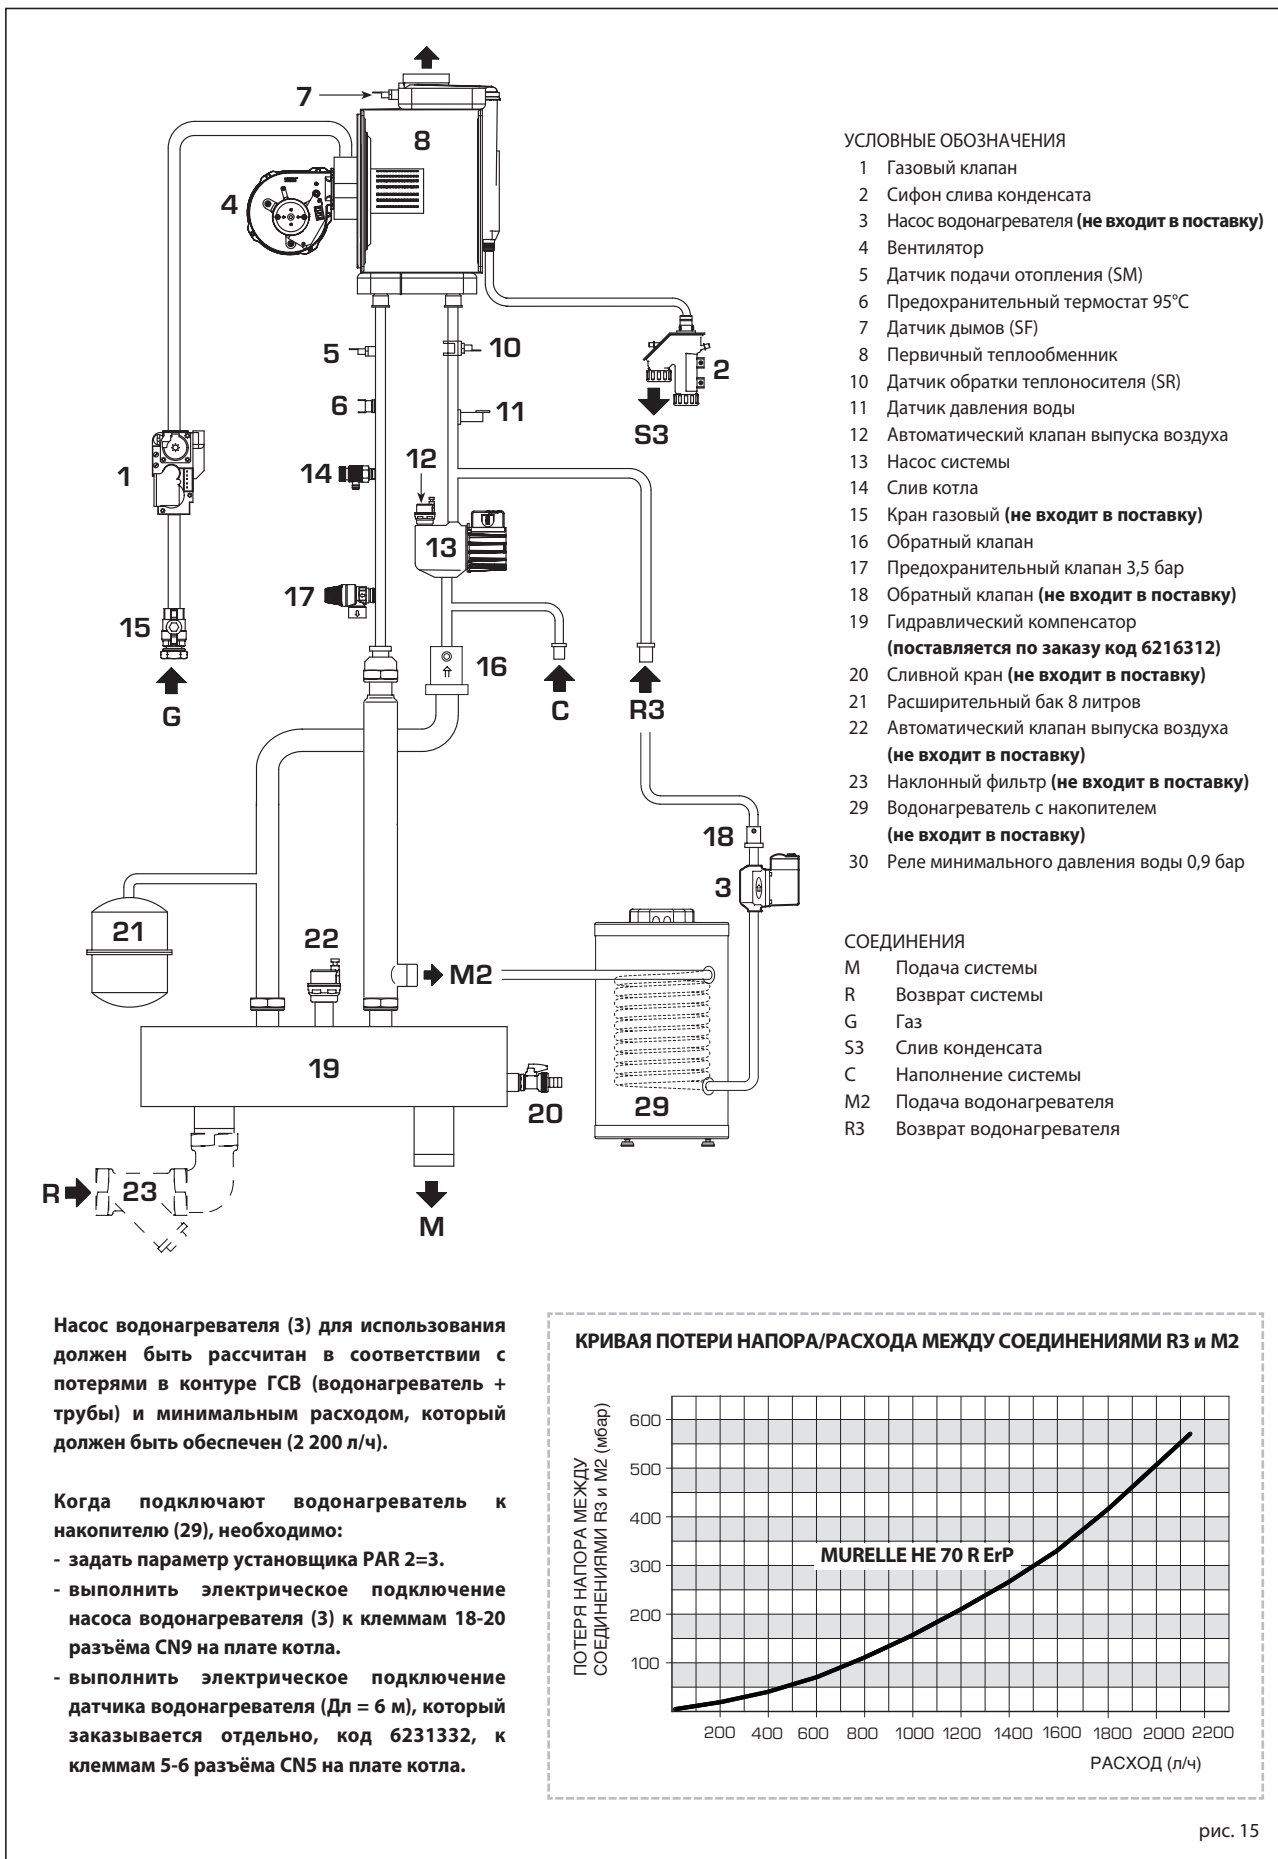 7
8
4
5
10
2
6
11
S3
1
14
12
13
15
17
16
G
C
R3
18
3
21
22
M2
19
20
29
R
23
M
УСЛОВНЫЕ ОБОЗНАЧЕНИЯ
1 Газовый клапан
2 Сифон слива конденсата
3 Насос водонагревателя (не входит в поставку)
4 Вентилятор
5 Датчик подачи отопления (SM)
6 Предохранительный термостат 95°C
7 Датчик дымов (SF)
8 Первичный теплообменник
10 Датчик обратки теплоносителя (SR)
11 Датчик давления воды
12 Автоматический клапан выпуска воздуха
13 Насос системы
14 Слив котла
15 Кран газовый (не входит в поставку)
16 Обратный клапан
17 Предохранительный клапан 3,5 бар
18 Обратный клапан (не входит в поставку)
19 Гидравлический компенсатор
(поставляется по заказу код 6216312)
20 Сливной кран (не входит в поставку)
21 Расширительный бак 8 литров
22 Автоматический клапан выпуска воздуха
(не входит в поставку)
23 Наклонный фильтр (не входит в поставку)
29 Водонагреватель с накопителем
(не входит в поставку)
30 Реле минимального давления воды 0,9 бар
СОЕДИНЕНИЯ
M Подача системы
R Возврат системы
G Газ
S3 Слив конденсата
C Наполнение системы
M2 Подача водонагревателя
R3 Возврат водонагревателя
Насос водонагревателя (3) для использования
должен быть рассчитан в соответствии с
потерями в контуре ГСВ (водонагреватель +
трубы) и минимальным расходом, который
должен быть обеспечен (2 200 л/ч).
Когда подключают водонагреватель к
накопителю (29), необходимо:
- задать параметр установщика PAR 2=3.
- выполнить электрическое подключение
насоса водонагревателя (3) к клеммам 18-20
разъёма CN9 на плате котла.
- выполнить электрическое подключение
датчика водонагревателя (Дл = 6 м), который
заказывается отдельно, код 6231332, к
клеммам 5-6 разъёма CN5 на плате котла.
КРИВАЯ ПОТЕРИ НАПОРА/РАСХОДА МЕЖДУ СОЕДИНЕНИЯМИ R3 и M2
ПОТЕРЯ НАПОРА МЕЖДУ
СОЕДИНЕНИЯМИ R3 и M2 (мбар)
600
500
400
300
200
100
MURELLE HE 70 R ErP
200 400 600 800 1000 1200 1400 1600 1800 2000 2200
РАСХОД (л/ч)
рис. 15